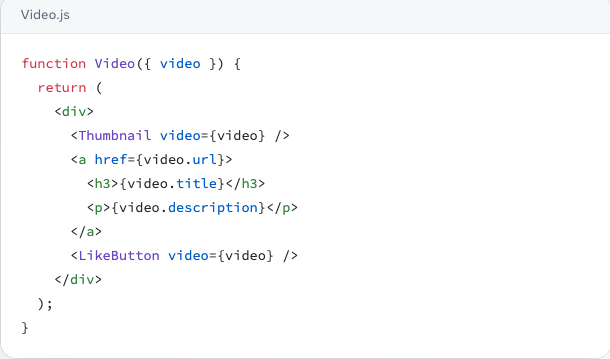 Video.js
function Video({ video }) {
  return (
    <div>
      <Thumbnail video={video} />
      <a href={video.url}>
        <h3>{video.title}</h3>
        <p>{video.description}</p>
      </a>
      <LikeButton video={video} />
    </div>
  );
}